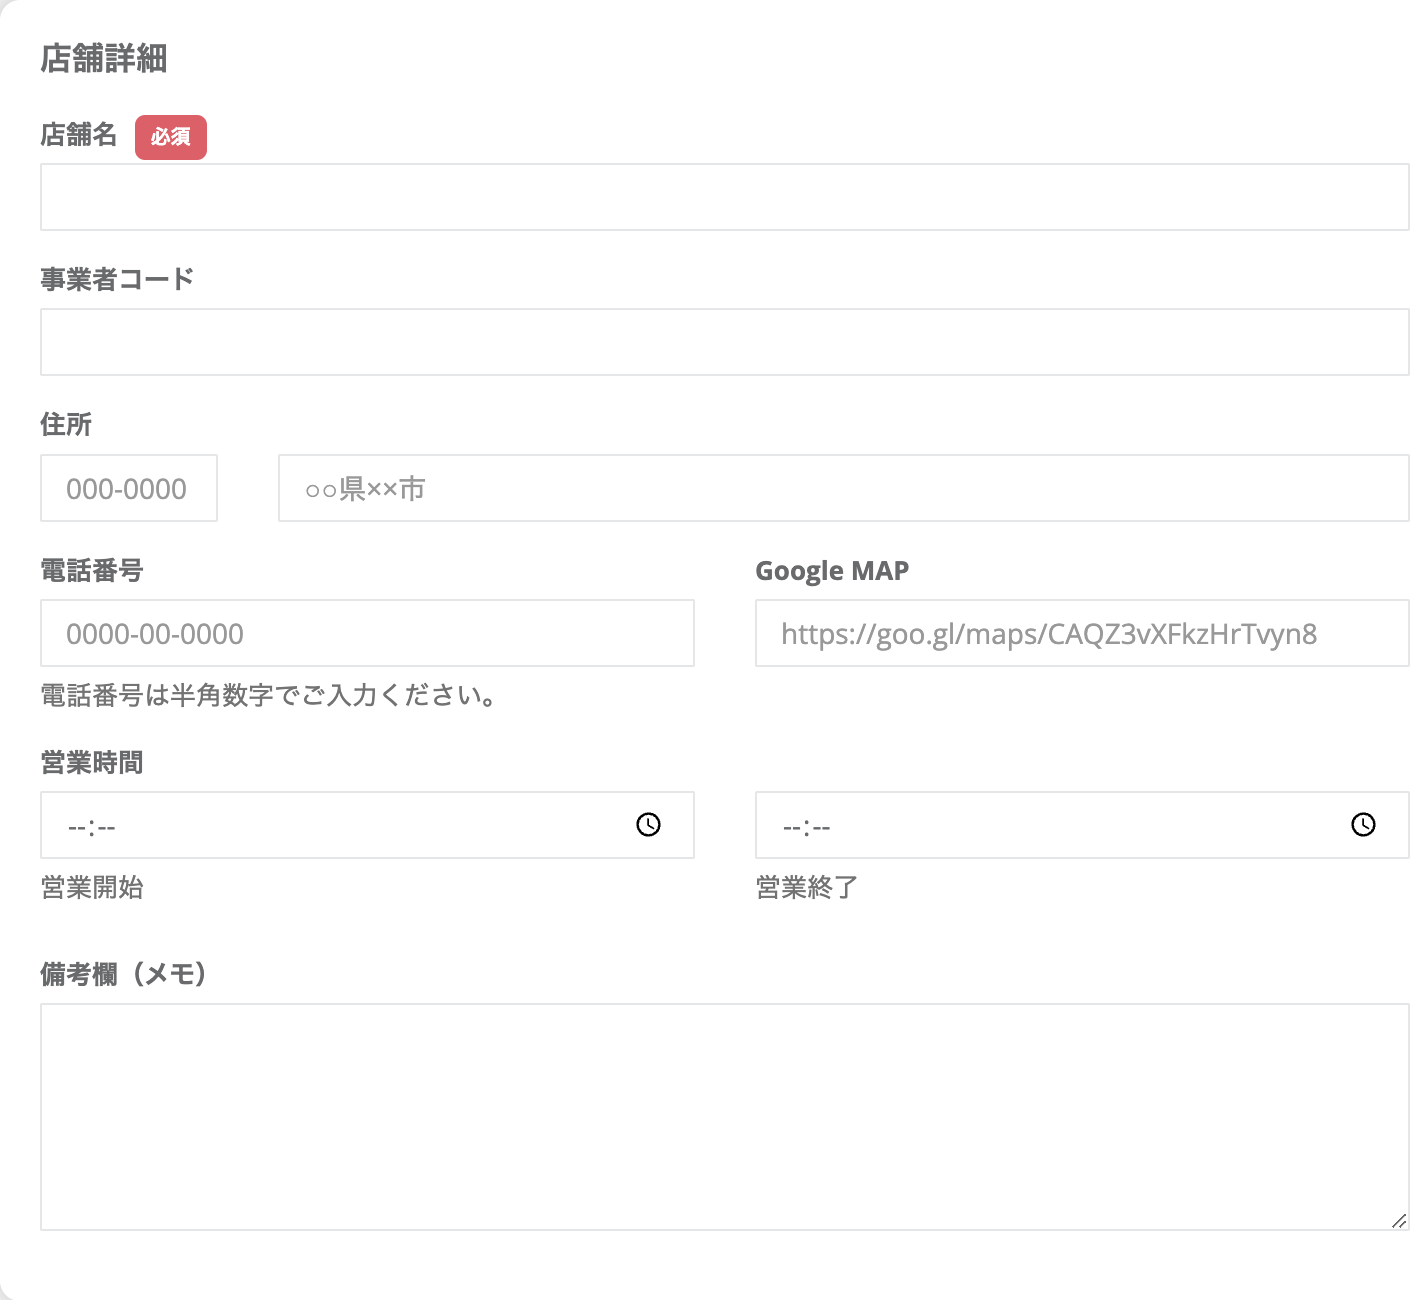 店舗詳細
店舗名 必須
事業者コード
住所
000-0000 ○○県××市
電話番号 Google MAP
0000-00-0000 https://goo.gl/maps/CAQZ3vXFkzHrTvyn8
電話番号は半角数字でご入力ください。
営業時間
--:-- --:--
営業開始 営業終了
備考欄（メモ）